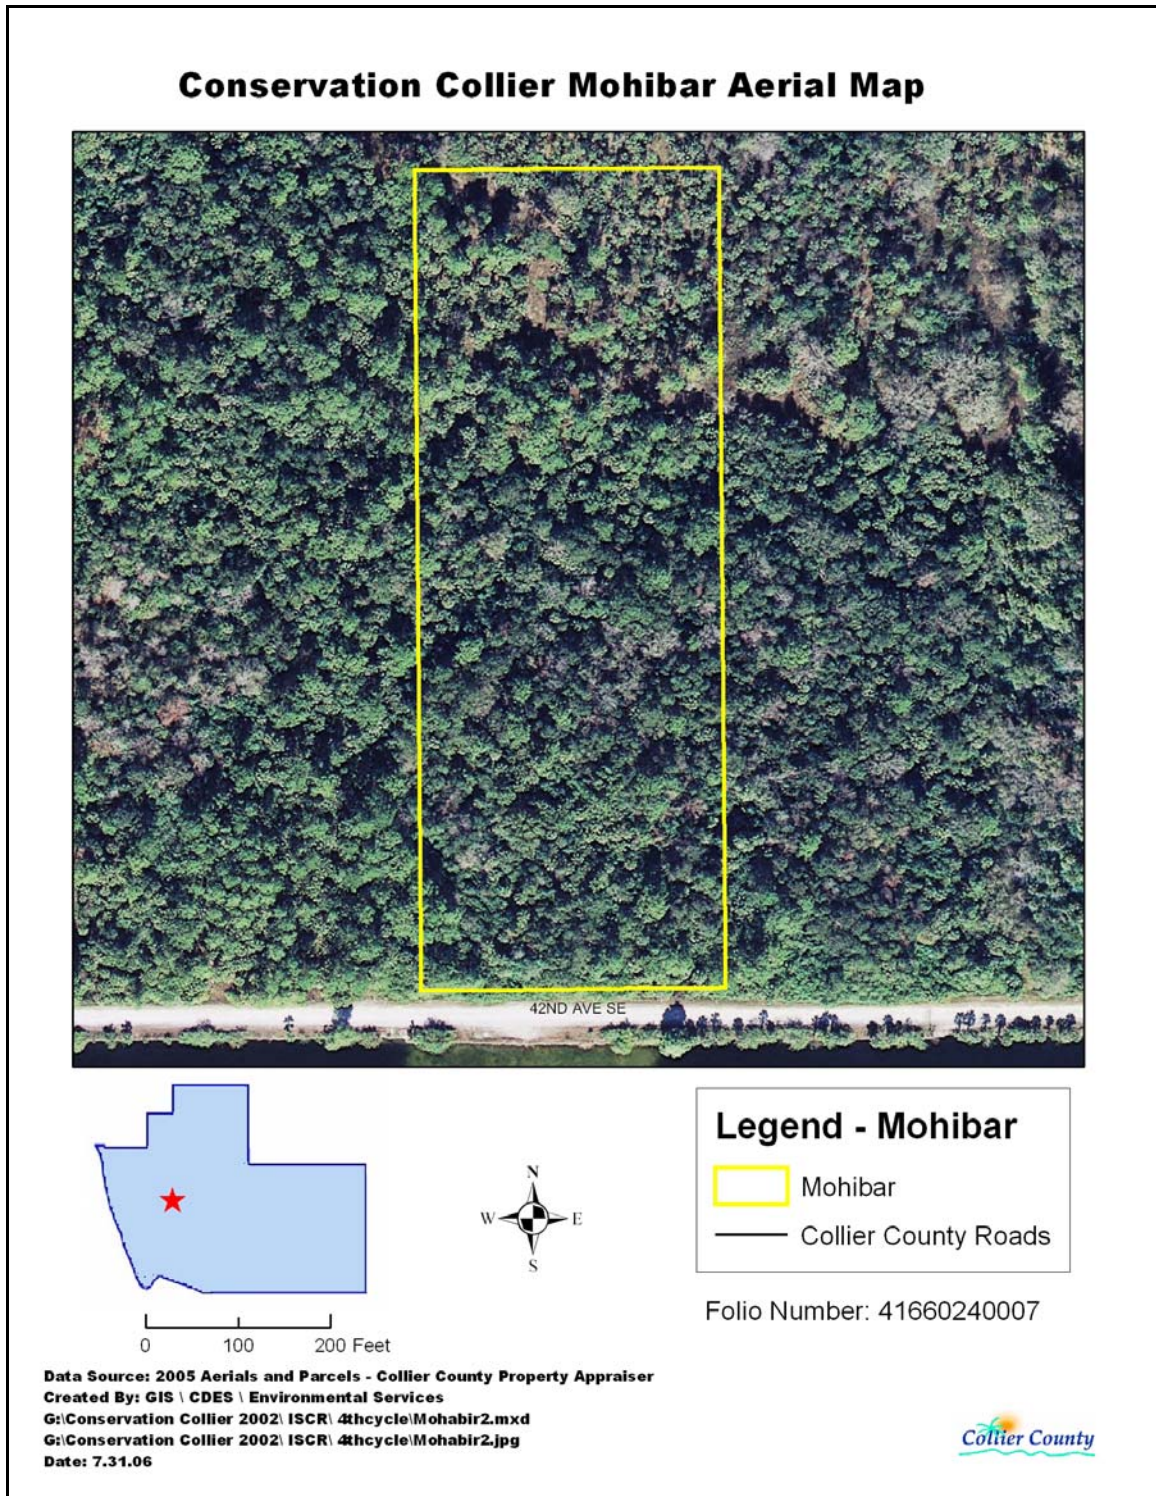 Conservation Collier Mohibar Aerial Map
42ND AVE SE
Legend - Mohibar
Mohibar
Collier County Roads
N
W E
S
Folio Number: 41660240007
0 100 200 Feet
Data Source: 2005 Aerials and Parcels - Collier County Property Appraiser
Created By: GIS \ CDES \ Environmental Services
G:\Conservation Collier 2002\ ISCR\ 4thcycle\Mohabir2.mxd
G:\Conservation Collier 2002\ ISCR\ 4thcycle\Mohabir2.jpg
Date: 7.31.06
Collier County